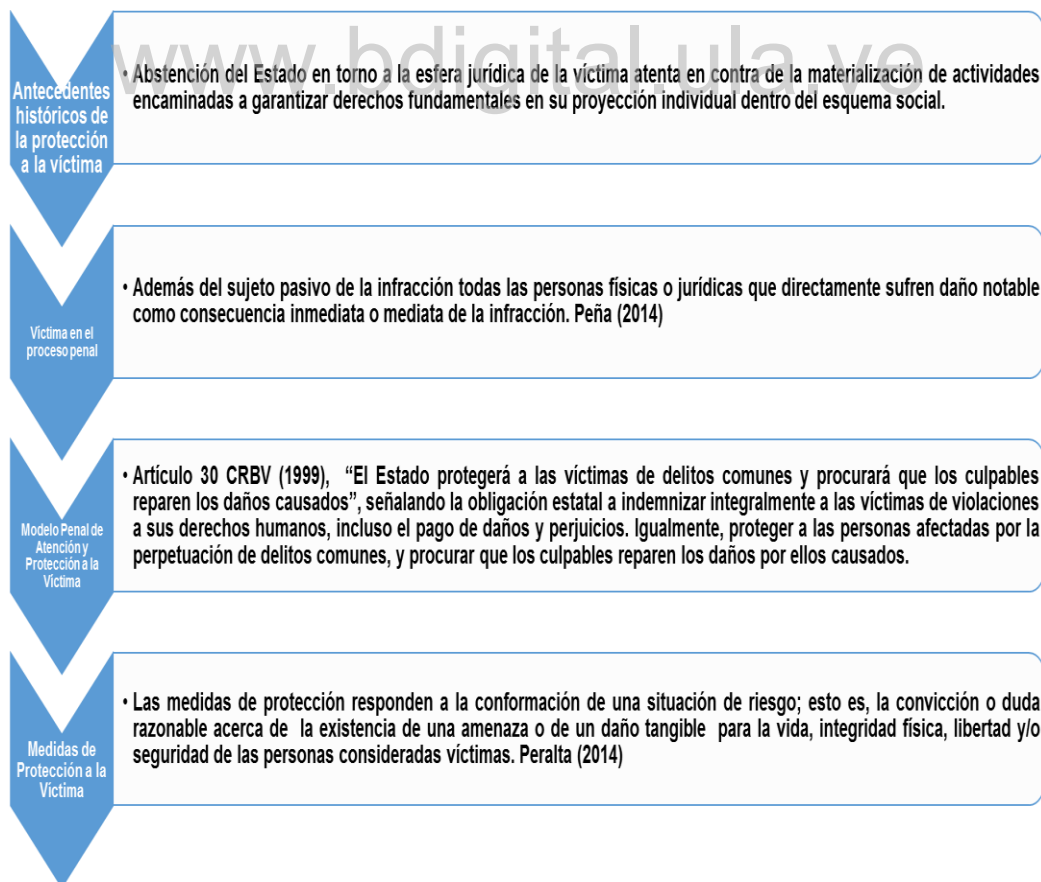 www.bdigital.ula.ve
Antecedentes
históricos de
la protección
a la víctima
• Abstención del Estado en torno a la esfera jurídica de la víctima atenta en contra de la materialización de actividades
encaminadas a garantizar derechos fundamentales en su proyección individual dentro del esquema social.
Víctima en el
proceso penal
• Además del sujeto pasivo de la infracción todas las personas físicas o jurídicas que directamente sufren daño notable
como consecuencia inmediata o mediata de la infracción. Peña (2014)
Modelo Penal de
Atención y
Protección a la
Víctima
• Artículo 30 CRBV (1999), “El Estado protegerá a las víctimas de delitos comunes y procurará que los culpables
reparen los daños causados”, señalando la obligación estatal a indemnizar integralmente a las víctimas de violaciones
a sus derechos humanos, incluso el pago de daños y perjuicios. Igualmente, proteger a las personas afectadas por la
perpetuación de delitos comunes, y procurar que los culpables reparen los daños por ellos causados.
Medidas de
Protección a la
Víctima
• Las medidas de protección responden a la conformación de una situación de riesgo; esto es, la convicción o duda
razonable acerca de la existencia de una amenaza o de un daño tangible para la vida, integridad física, libertad y/o
seguridad de las personas consideradas víctimas. Peralta (2014)